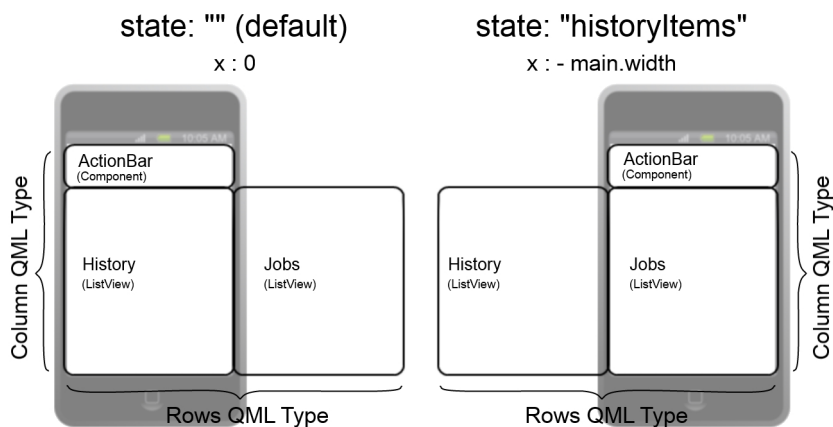 state: "" (default)
x : 0
10:05 AM
ActionBar
(Component)
History
(ListView)
Jobs
(ListView)
Column QML Type
Rows QML Type
state: "historyItems"
x : - main.width
10:05 AM
ActionBar
(Component)
History
(ListView)
Jobs
(ListView)
Column QML Type
Rows QML Type